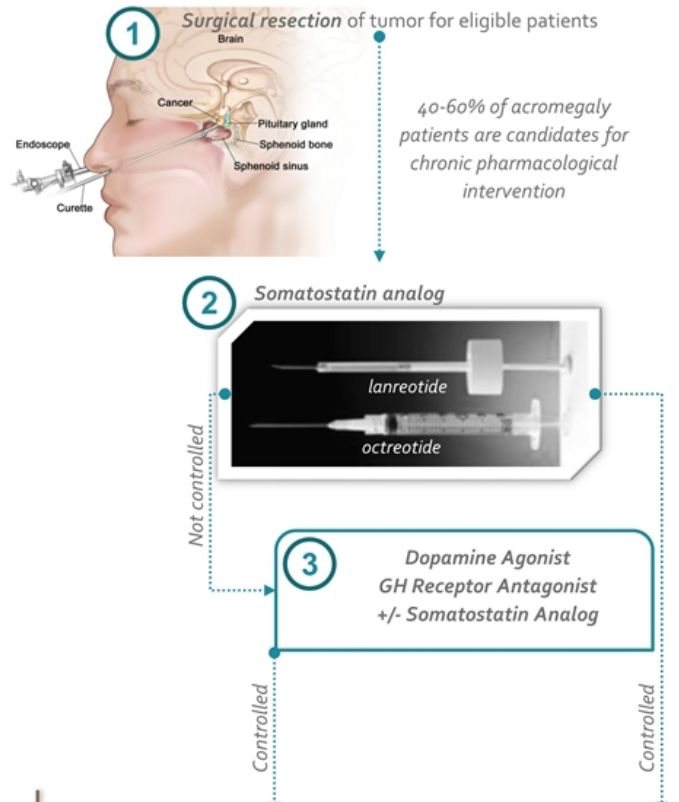 1
Surgical resection of tumor for eligible patients
Brain
Cancer
Pituitary gland
Endoscope
Sphenoid bone
Sphenoid sinus
Curette
40-60% of acromegaly
patients are candidates for
chronic pharmacological
intervention
2
Somatostatin analog
lanreotide
octreotide
Not controlled
3
Dopamine Agonist
GH Receptor Antagonist
+/- Somatostatin Analog
Controlled
Controlled